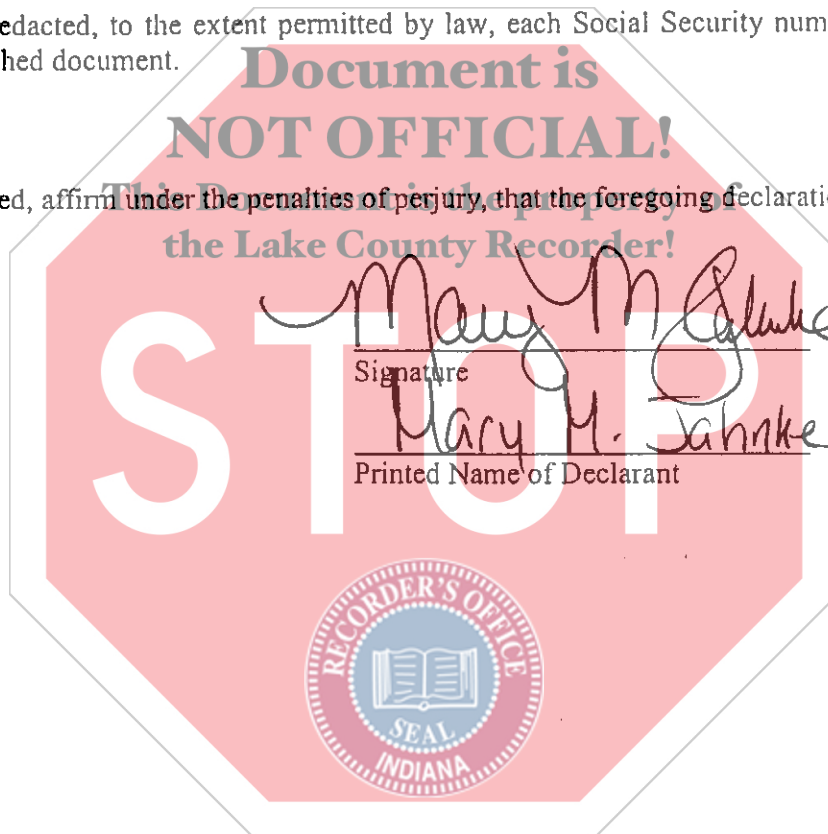 edacted, to the extent permitted by law, each Social Security num
hed document.
Document is
NOT OFFICIAL!
ed, affirm under the penalties of perjury, that the foregoing declarati
This Document is the property of
the Lake County Recorder!
Mary M Jahnke
Signature
Mary M. Jahnke
Printed Name of Declarant
STOP
RECORDER'S OFFICE
SEAL
INDIANA